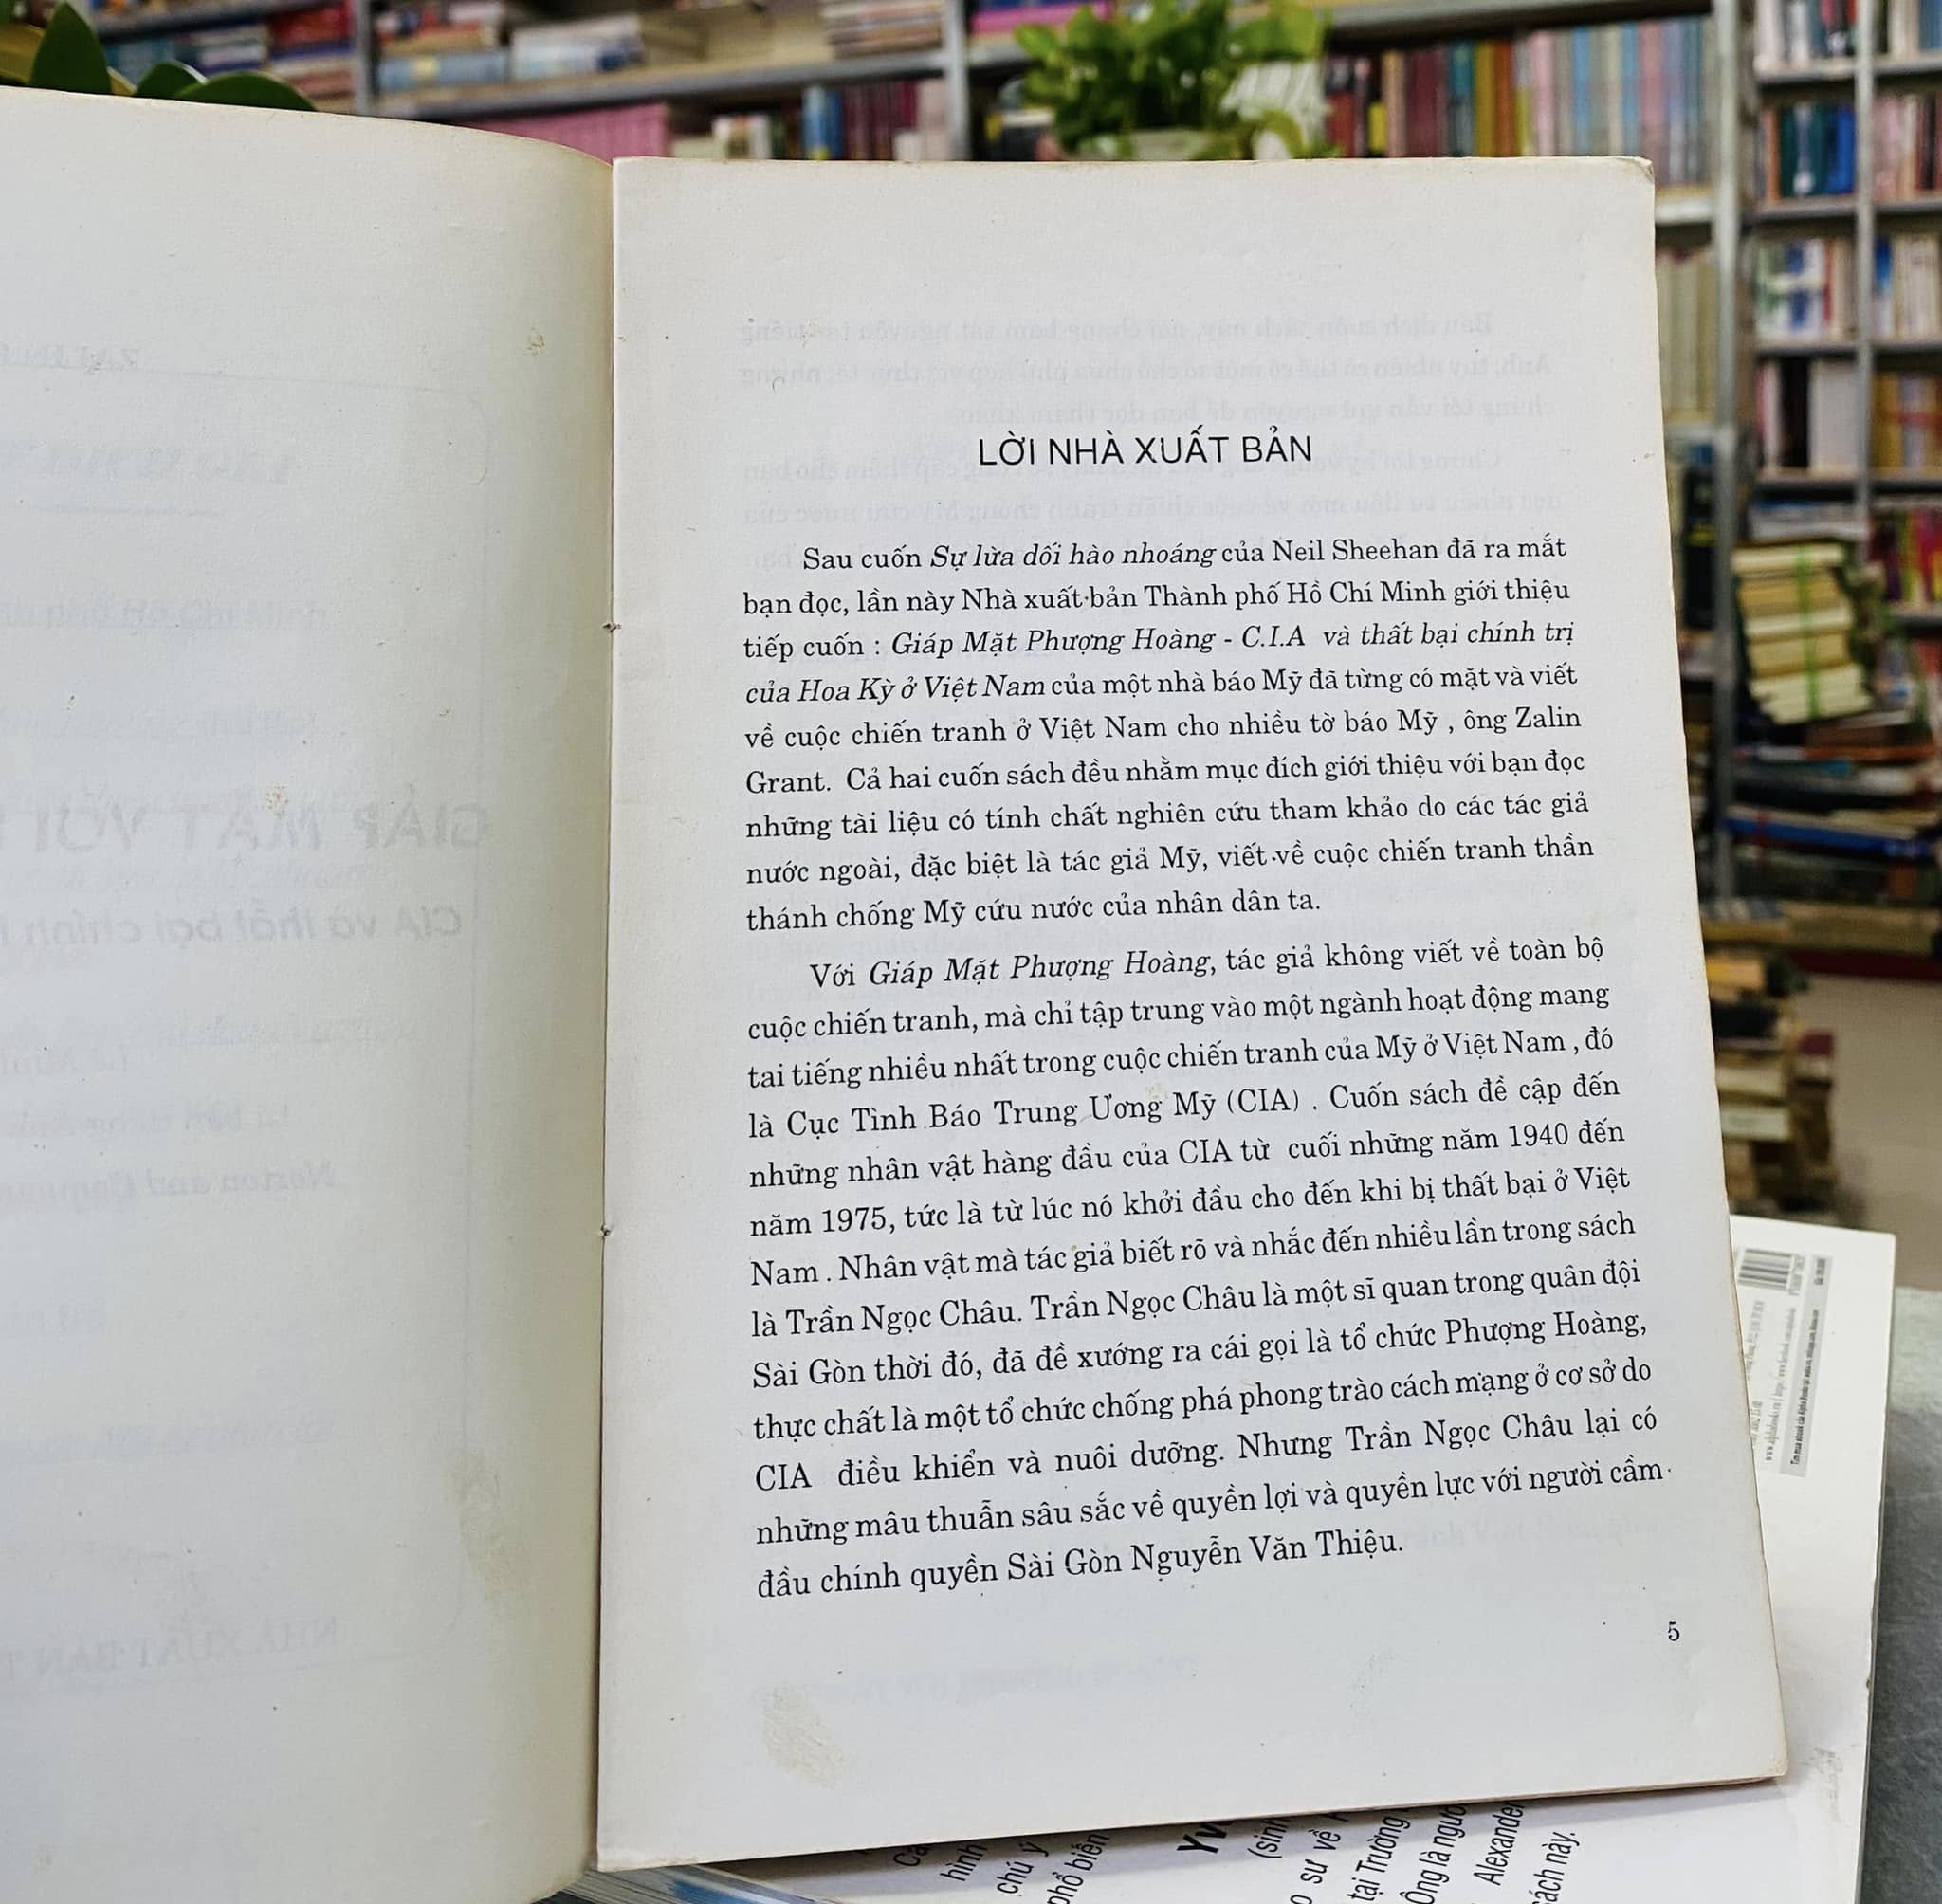 LỜI NHÀ XUẤT BẢN
Sau cuốn Sự lừa dối hào nhoáng của Neil Sheehan đã ra mắt
bạn đọc, lần này Nhà xuất bản Thành phố Hồ Chí Minh giới thiệu
tiếp cuốn : Giáp Mặt Phượng Hoàng - C.I.A và thất bại chính trị
của Hoa Kỳ ở Việt Nam của một nhà báo Mỹ đã từng có mặt và viết
về cuộc chiến tranh ở Việt Nam cho nhiều tờ báo Mỹ , ông Zalin
Grant. Cả hai cuốn sách đều nhằm mục đích giới thiệu với bạn đọc
những tài liệu có tính chất nghiên cứu tham khảo do các tác giả
nước ngoài, đặc biệt là tác giả Mỹ, viết về cuộc chiến tranh thần
thánh chống Mỹ cứu nước của nhân dân ta.
Với Giáp Mặt Phượng Hoàng, tác giả không viết về toàn bộ
cuộc chiến tranh, mà chỉ tập trung vào một ngành hoạt động mang
tai tiếng nhiều nhất trong cuộc chiến tranh của Mỹ ở Việt Nam , đó
là Cục Tình Báo Trung Ương Mỹ (CIA) . Cuốn sách đề cập đến
những nhân vật hàng đầu của CIA từ cuối những năm 1940 đến
năm 1975, tức là từ lúc nó khởi đầu cho đến khi bị thất bại ở Việt
Nam . Nhân vật mà tác giả biết rõ và nhắc đến nhiều lần trong sách
là Trần Ngọc Châu. Trần Ngọc Châu là một sĩ quan trong quân đội
Sài Gòn thời đó, đã đề xướng ra cái gọi là tổ chức Phượng Hoàng,
thực chất là một tổ chức chống phá phong trào cách mạng ở cơ sở do
CIA điều khiển và nuôi dưỡng. Nhưng Trần Ngọc Châu lại có
những mâu thuẫn sâu sắc về quyền lợi và quyền lực với người cầm
đầu chính quyền Sài Gòn Nguyễn Văn Thiệu.
5
hình
chú ý
phổ biến
sư về
tại Trường
Ông là
Alexander
này.